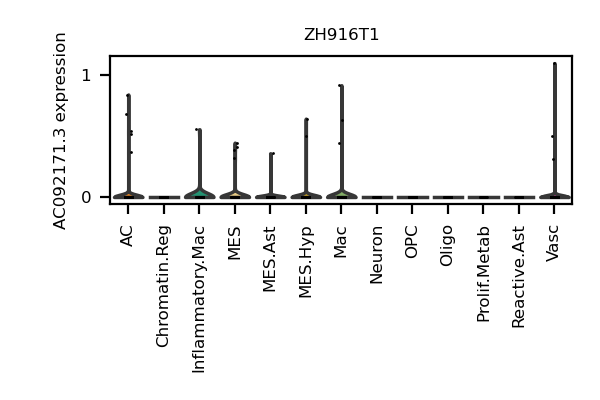 ZH916T1
AC092171.3 expression
1
0
AC
Chromatin.Reg
Inflammatory.Mac
MES
MES.Ast
MES.Hyp
Mac
Neuron
OPC
Oligo
Prolif.Metab
Reactive.Ast
Vasc